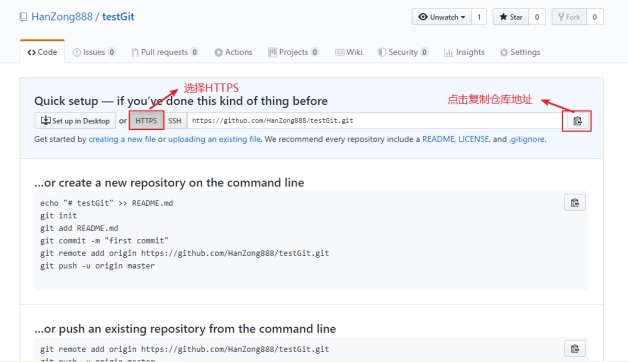 HanZong888 / testGit
Unwatch 1 Star 0 Fork 0
Code Issues 0 Pull requests 0 Actions Projects 0 Wiki Security 0 Insights Settings
选择HTTPS
点击复制仓库地址
Quick setup — if you've done this kind of thing before
Set up in Desktop or HTTPS SSH https://github.com/HanZong888/testGit.git
Get started by creating a new file or uploading an existing file. We recommend every repository include a README, LICENSE, and .gitignore.
…or create a new repository on the command line
echo "# testGit" >> README.md
git init
git add README.md
git commit -m "first commit"
git remote add origin https://github.com/HanZong888/testGit.git
git push -u origin master
…or push an existing repository from the command line
git remote add origin https://github.com/HanZong888/testGit.git
git push -u origin master